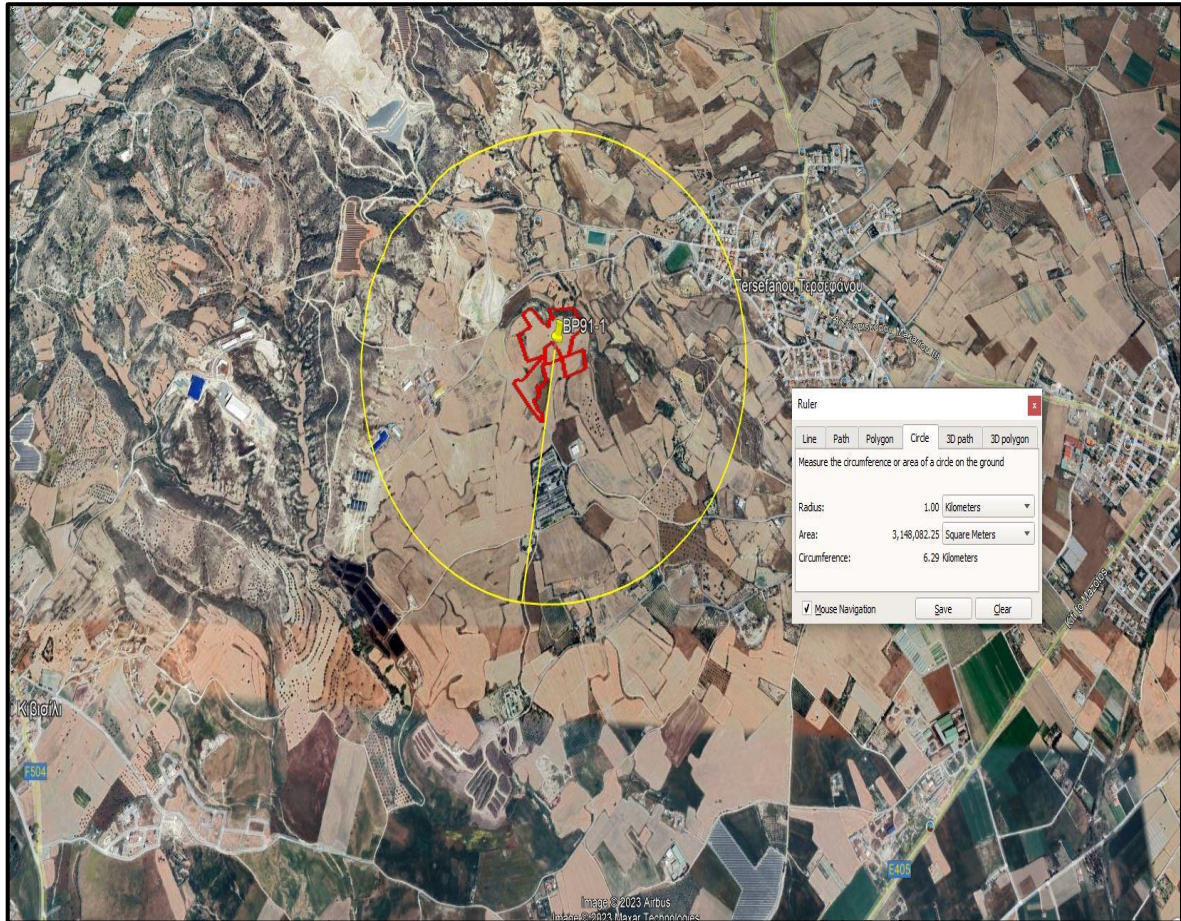 BP91-1
Tersefanou Τερσεφάνου
Ruler
x
Line Path Polygon Circle 3D path 3D polygon
Measure the circumference or area of a circle on the ground
Radius: 1.00 Kilometers
Area: 3,148,082.25 Square Meters
Circumference: 6.29 Kilometers
Mouse Navigation Save Clear
Κιβισίλι
F504
E405
Image © 2023 Airbus
Image © 2023 Maxar Technologies